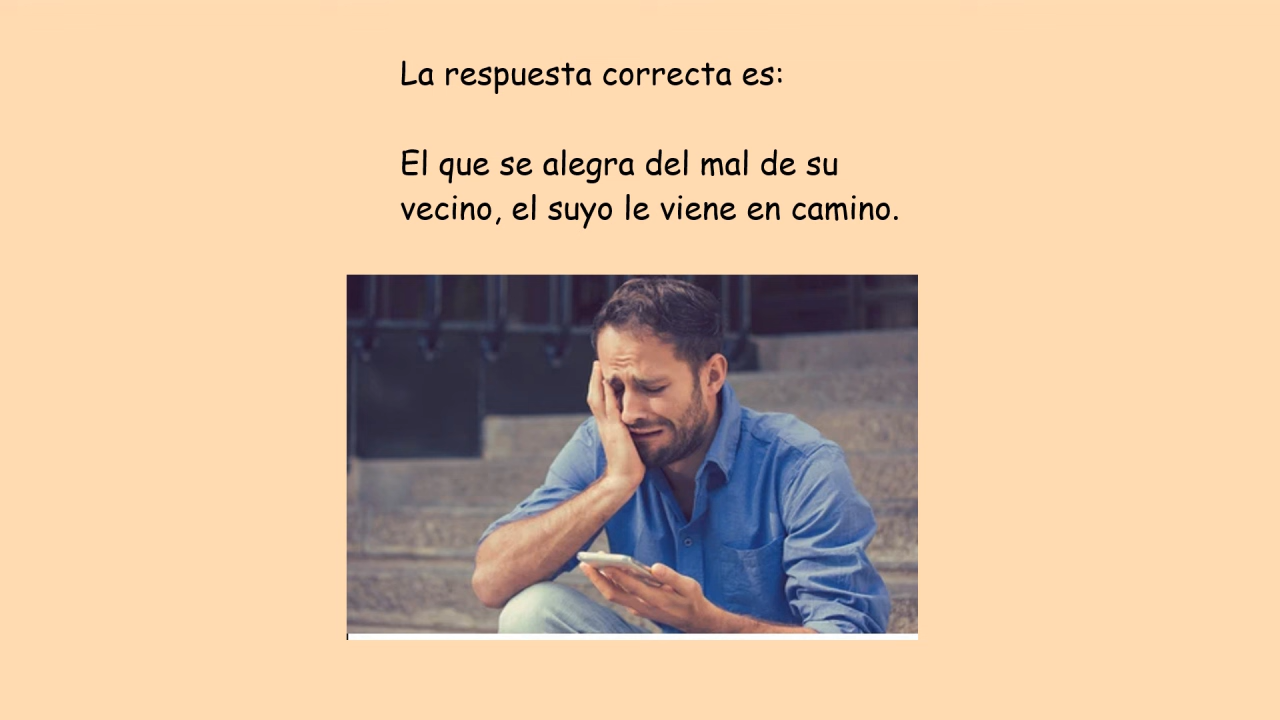 La respuesta correcta es:
El que se alegra del mal de su
vecino, el suyo le viene en camino.